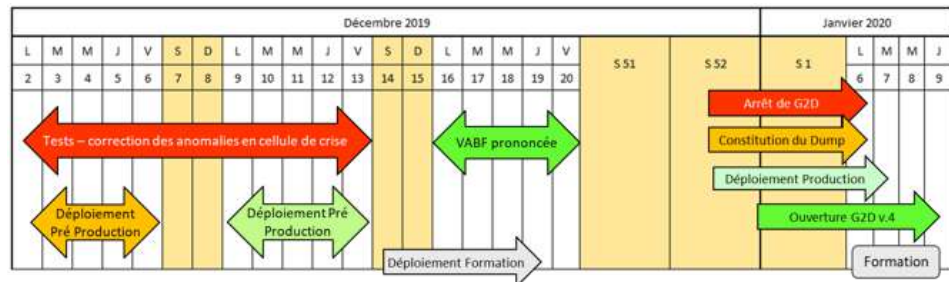 Décembre 2019 Janvier 2020
L M M J V S D L M M J V S D L M M J V S 51 S 52 S 1 L M M J
2 3 4 5 6 7 8 9 10 11 12 13 14 15 16 17 18 19 20 6 7 8 9
Arrêt de G2D
Tests – correction des anomalies en cellule de crise VABF prononcée Constitution du Dump
Déploiement Production
Déploiement Déploiement Pré
Pré Production Production
Ouverture G2D v.4
Déploiement Formation Formation